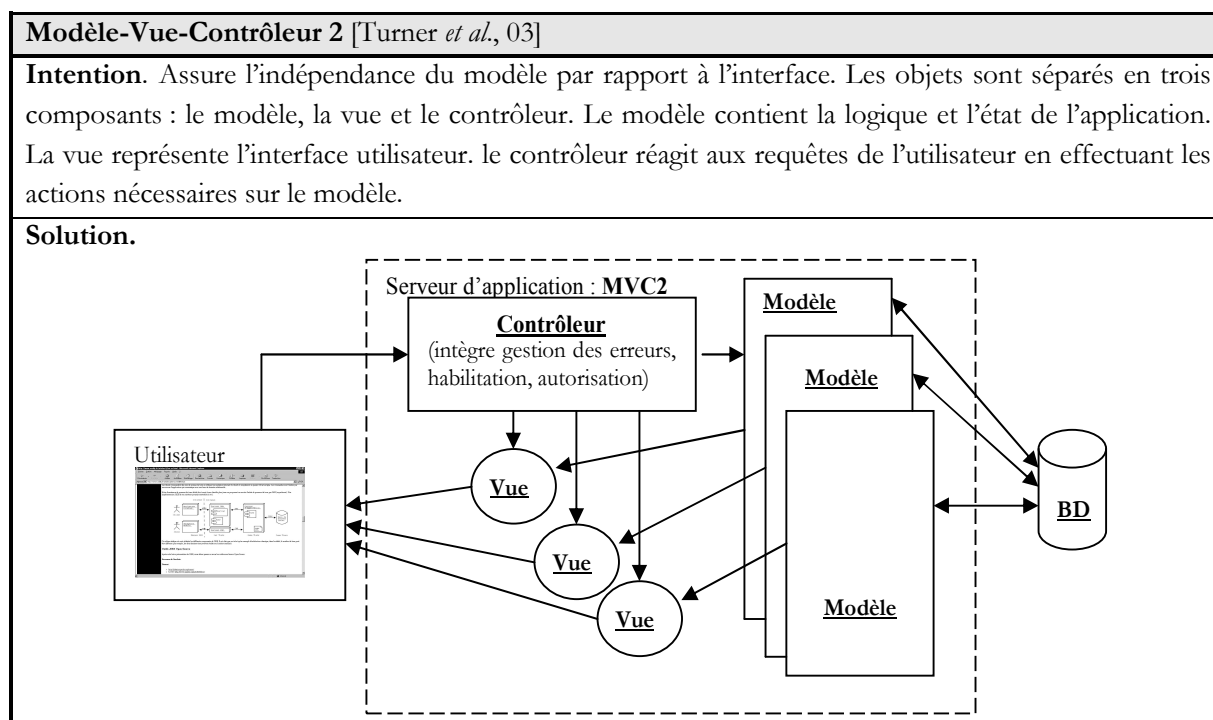 Modèle-Vue-Contrôleur 2 [Turner et al., 03]
Intention. Assure l'indépendance du modèle par rapport à l'interface. Les objets sont séparés en trois
composants : le modèle, la vue et le contrôleur. Le modèle contient la logique et l'état de l'application.
La vue représente l'interface utilisateur. le contrôleur réagit aux requêtes de l'utilisateur en effectuant les
actions nécessaires sur le modèle.
Solution.
Serveur d'application : MVC2
Contrôleur
(intègre gestion des erreurs,
habilitation, autorisation)
Modèle
Modèle
Modèle
Utilisateur
Vue
Vue
Vue
BD